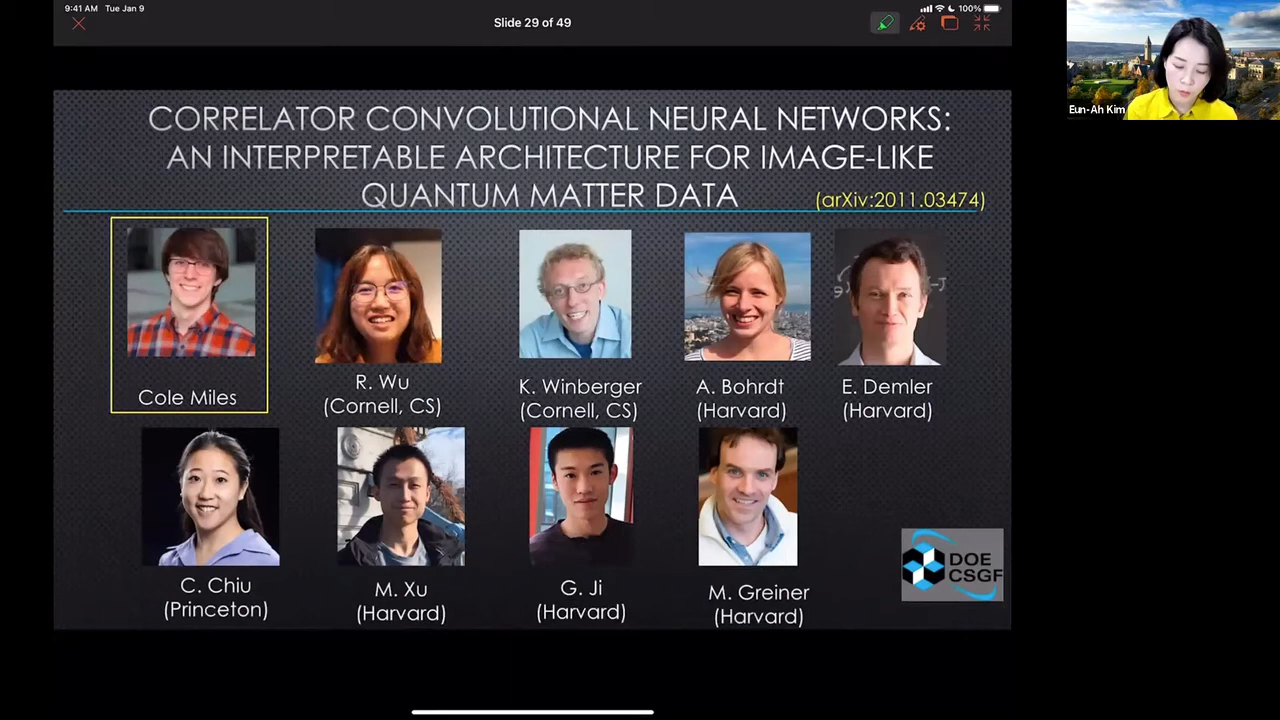 9:41 AM Tue Jan 9
100%
Slide 29 of 49
Eun-Ah Kim
CORRELATOR CONVOLUTIONAL NEURAL NETWORKS:
AN INTERPRETABLE ARCHITECTURE FOR IMAGE-LIKE
QUANTUM MATTER DATA
(arXiv:2011.03474)
Cole Miles
R. Wu
(Cornell, CS)
K. Winberger
(Cornell, CS)
A. Bohrdt
(Harvard)
E. Demler
(Harvard)
C. Chiu
(Princeton)
M. Xu
(Harvard)
G. Ji
(Harvard)
M. Greiner
(Harvard)
DOE
CSGF